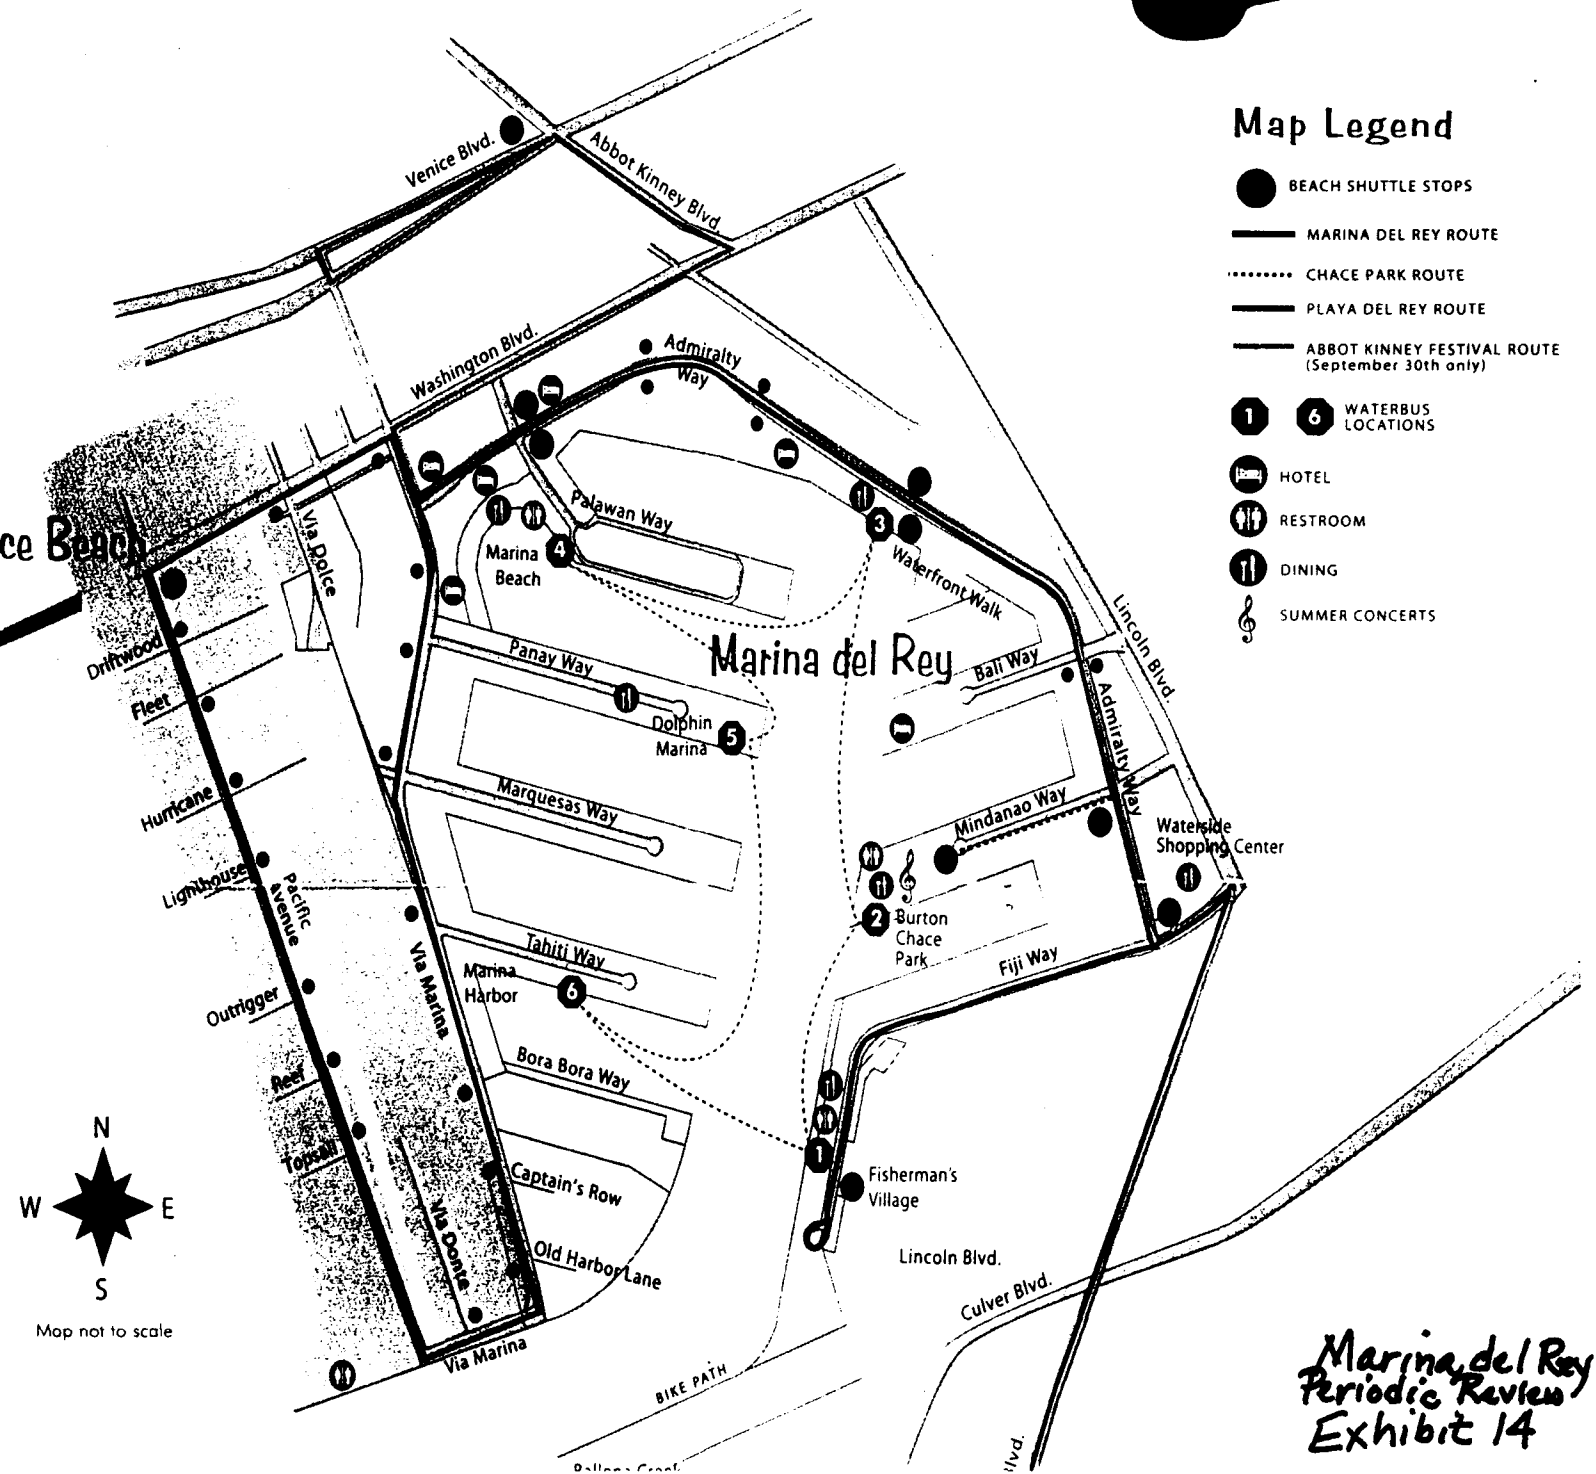 Map Legend
BEACH SHUTTLE STOPS
MARINA DEL REY ROUTE
CHACE PARK ROUTE
PLAYA DEL REY ROUTE
ABBOT KINNEY FESTIVAL ROUTE
(September 30th only)
1
6
WATERBUS
LOCATIONS
HOTEL
RESTROOM
DINING
SUMMER CONCERTS
Venice Blvd.
Abbot Kinney Blvd.
Washington Blvd.
Admiralty
Way
ce Beach
Via Dolce
Palawan Way
Marina
Beach
4
3
Waterfront Walk
Lincoln Blvd.
Driftwood
Panay Way
Marina del Rey
Bali Way
Fleet
Dolphin
Marina
5
Admiralty Way
Hurricane
Marquesas Way
Mindanao Way
Waterside
Shopping Center
Lighthouse
Pacific
avenue
2
Burton
Chace
Park
Via Marina
Tahiti Way
Marina
Harbor
6
Fiji Way
Outrigger
Reef
Bora Bora Way
Topsail
1
Captain's Row
Fisherman's
Village
N
W
E
S
Via Donte
Old Harbor Lane
Lincoln Blvd.
Culver Blvd.
Map not to scale
Via Marina
BIKE PATH
Marina del Rey
Periodic Review
Exhibit 14
lvd.